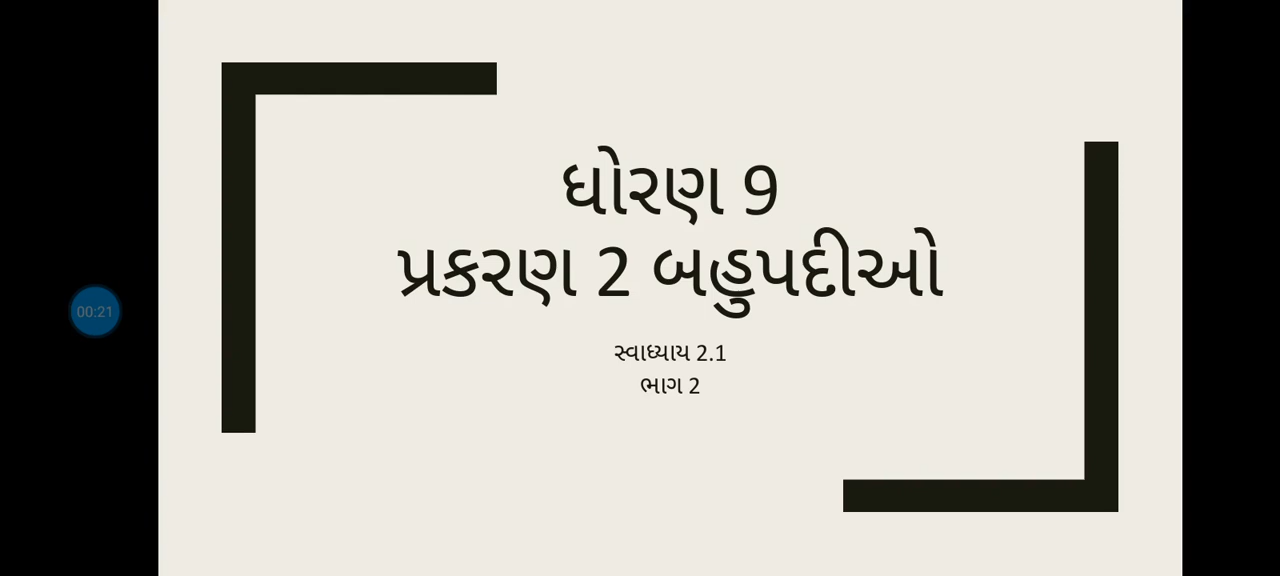 ધોરણ 9
પ્રકરણ 2 બહુપદીઓ
સ્વાધ્યાય 2.1
ભાગ 2
00:21